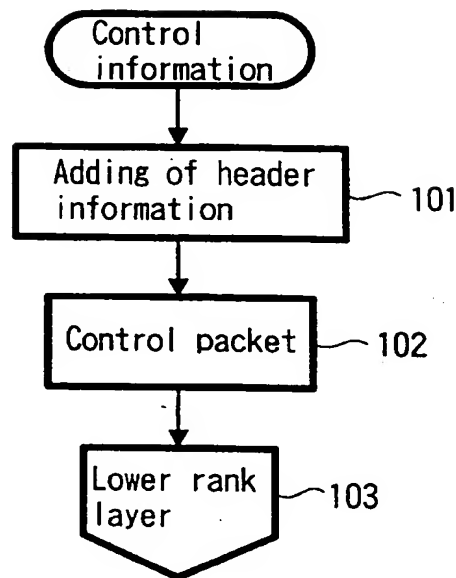 Control
information
Adding of header
information
101
Control packet
102
Lower rank
layer
103